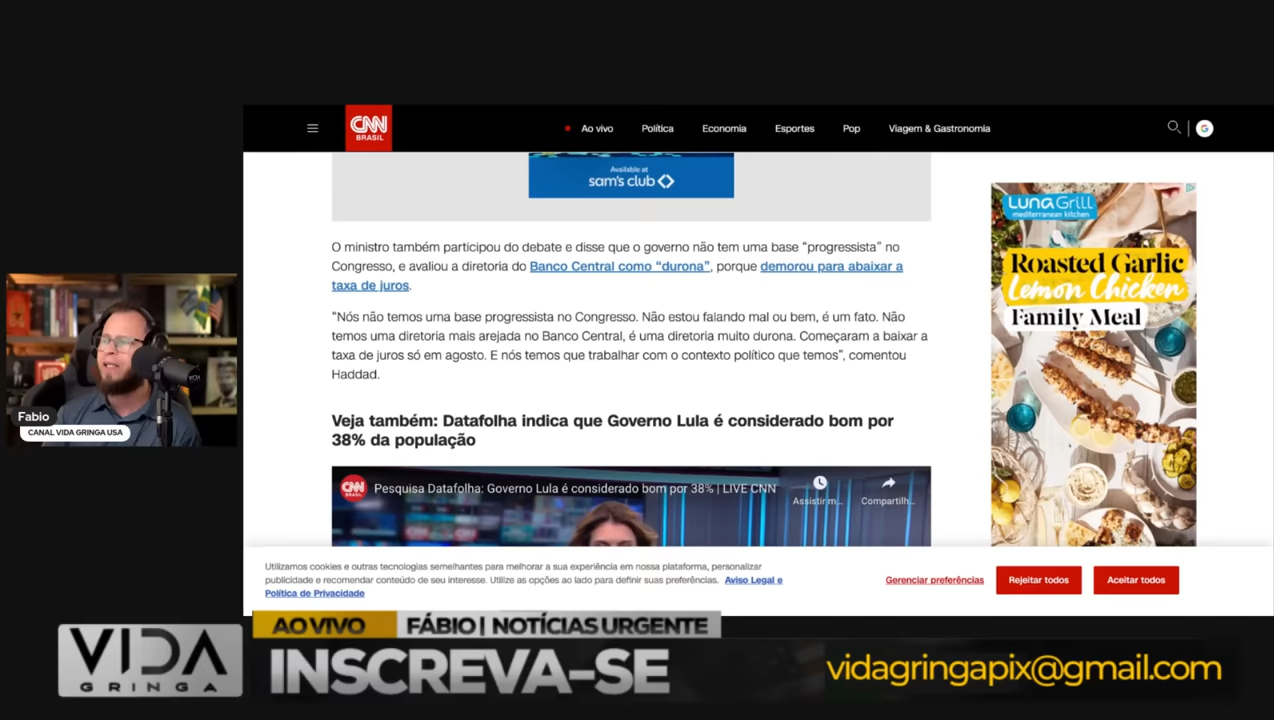 CNN
BRASIL
Ao vivo
Política
Economia
Esportes
Pop
Viagem & Gastronomia
Available at
sam's club
O ministro também participou do debate e disse que o governo não tem uma base “progressista” no
Congresso, e avaliou a diretoria do Banco Central como “durona”, porque demorou para abaixar a
taxa de juros.
“Nós não temos uma base progressista no Congresso. Não estou falando mal ou bem, é um fato. Não
temos uma diretoria mais arejada no Banco Central, é uma diretoria muito durona. Começaram a baixar a
taxa de juros só em agosto. E nós temos que trabalhar com o contexto político que temos”, comentou
Haddad.
Veja também: Datafolha indica que Governo Lula é considerado bom por
38% da população
CNN
BRASIL
Pesquisa Datafolha: Governo Lula é considerado bom por 38% | LIVE CNN
Assistir m...
Compartilh...
LUNA Grill
mediterranean kitchen
Roasted Garlic
Lemon Chicken
Family Meal
Fabio
CANAL VIDA GRINGA USA
Utilizamos cookies e outras tecnologias semelhantes para melhorar a sua experiência em nossa plataforma, personalizar
publicidade e recomendar conteúdo de seu interesse. Utilize as opções ao lado para definir suas preferências. Aviso Legal e
Política de Privacidade
Gerenciar preferências
Rejeitar todos
Aceitar todos
AO VIVO
FÁBIO | NOTÍCIAS URGENTE
VIDA
GRINGA
INSCREVA-SE
vidagringapix@gmail.com